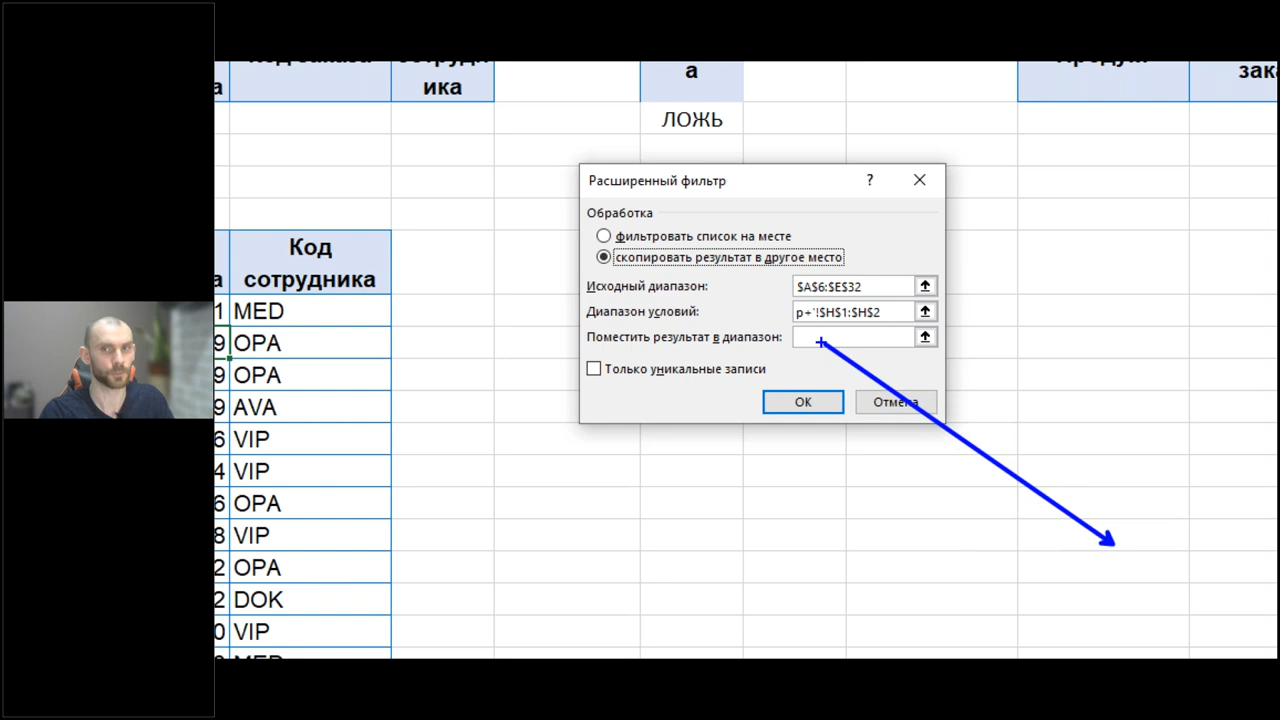 а
ика
а
зака
ЛОЖЬ
Расширенный фильтр
?
Обработка
фильтровать список на месте
скопировать результат в другое место
Исходный диапазон: $A$6:$E$32
Диапазон условий: р+'!$H$1:$H$2
Поместить результат в диапазон:
Только уникальные записи
ОК Отмена
а
Код
сотрудника
1 MED
9 OPA
9 OPA
9 AVA
6 VIP
4 VIP
6 OPA
8 VIP
2 OPA
2 DOK
0 VIP